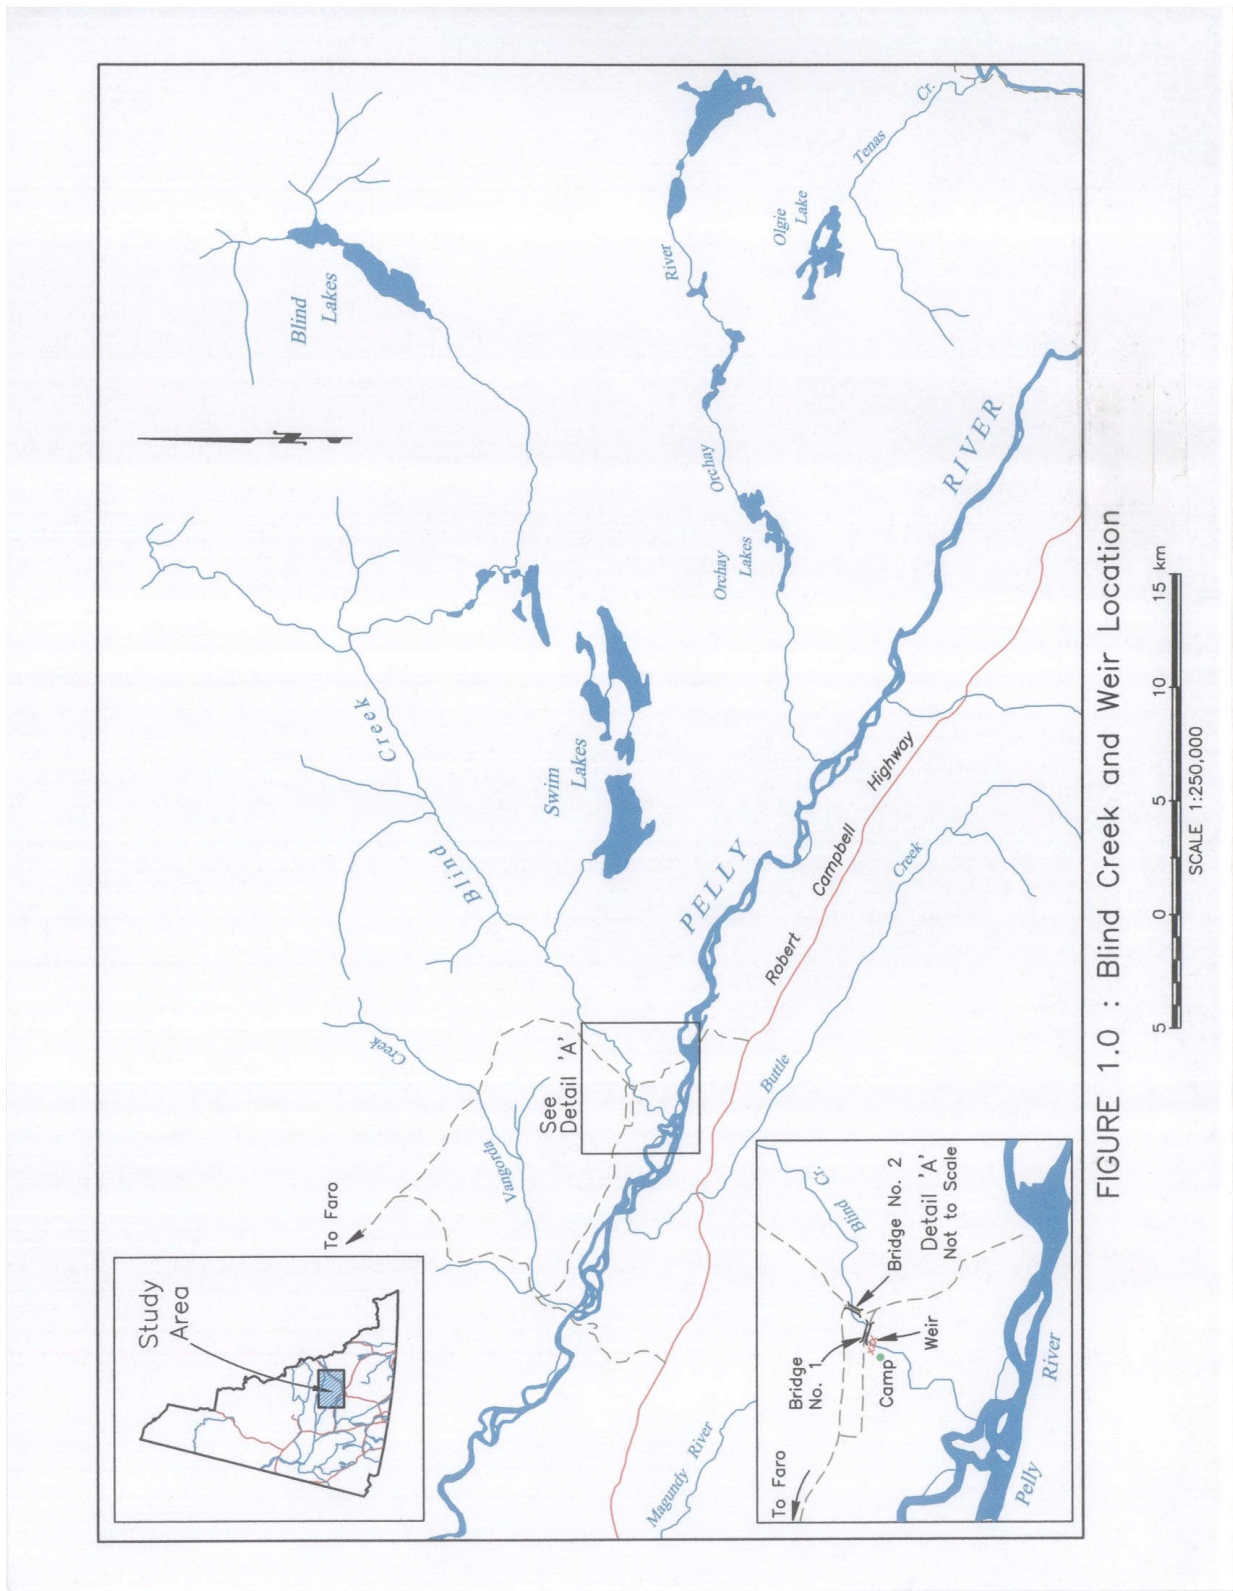 Study
Area
To Faro
Vangorda
Creek
See
Detail 'A'
Blind
Creek
Blind
Lakes
Swim
Lakes
Orchay
Lakes
Orchay
River
Olgie
Lake
Tenas
Cr.
PELLY
RIVER
Robert
Campbell
Highway
Buttle
Creek
Magundy
River
To Faro
Bridge
No. 1
Camp
Weir
Blind
Cr.
Bridge No. 2
Detail 'A'
Not to Scale
Pelly
River
N
FIGURE 1.0 : Blind Creek and Weir Location
5 0 5 10 15 km
SCALE 1:250,000